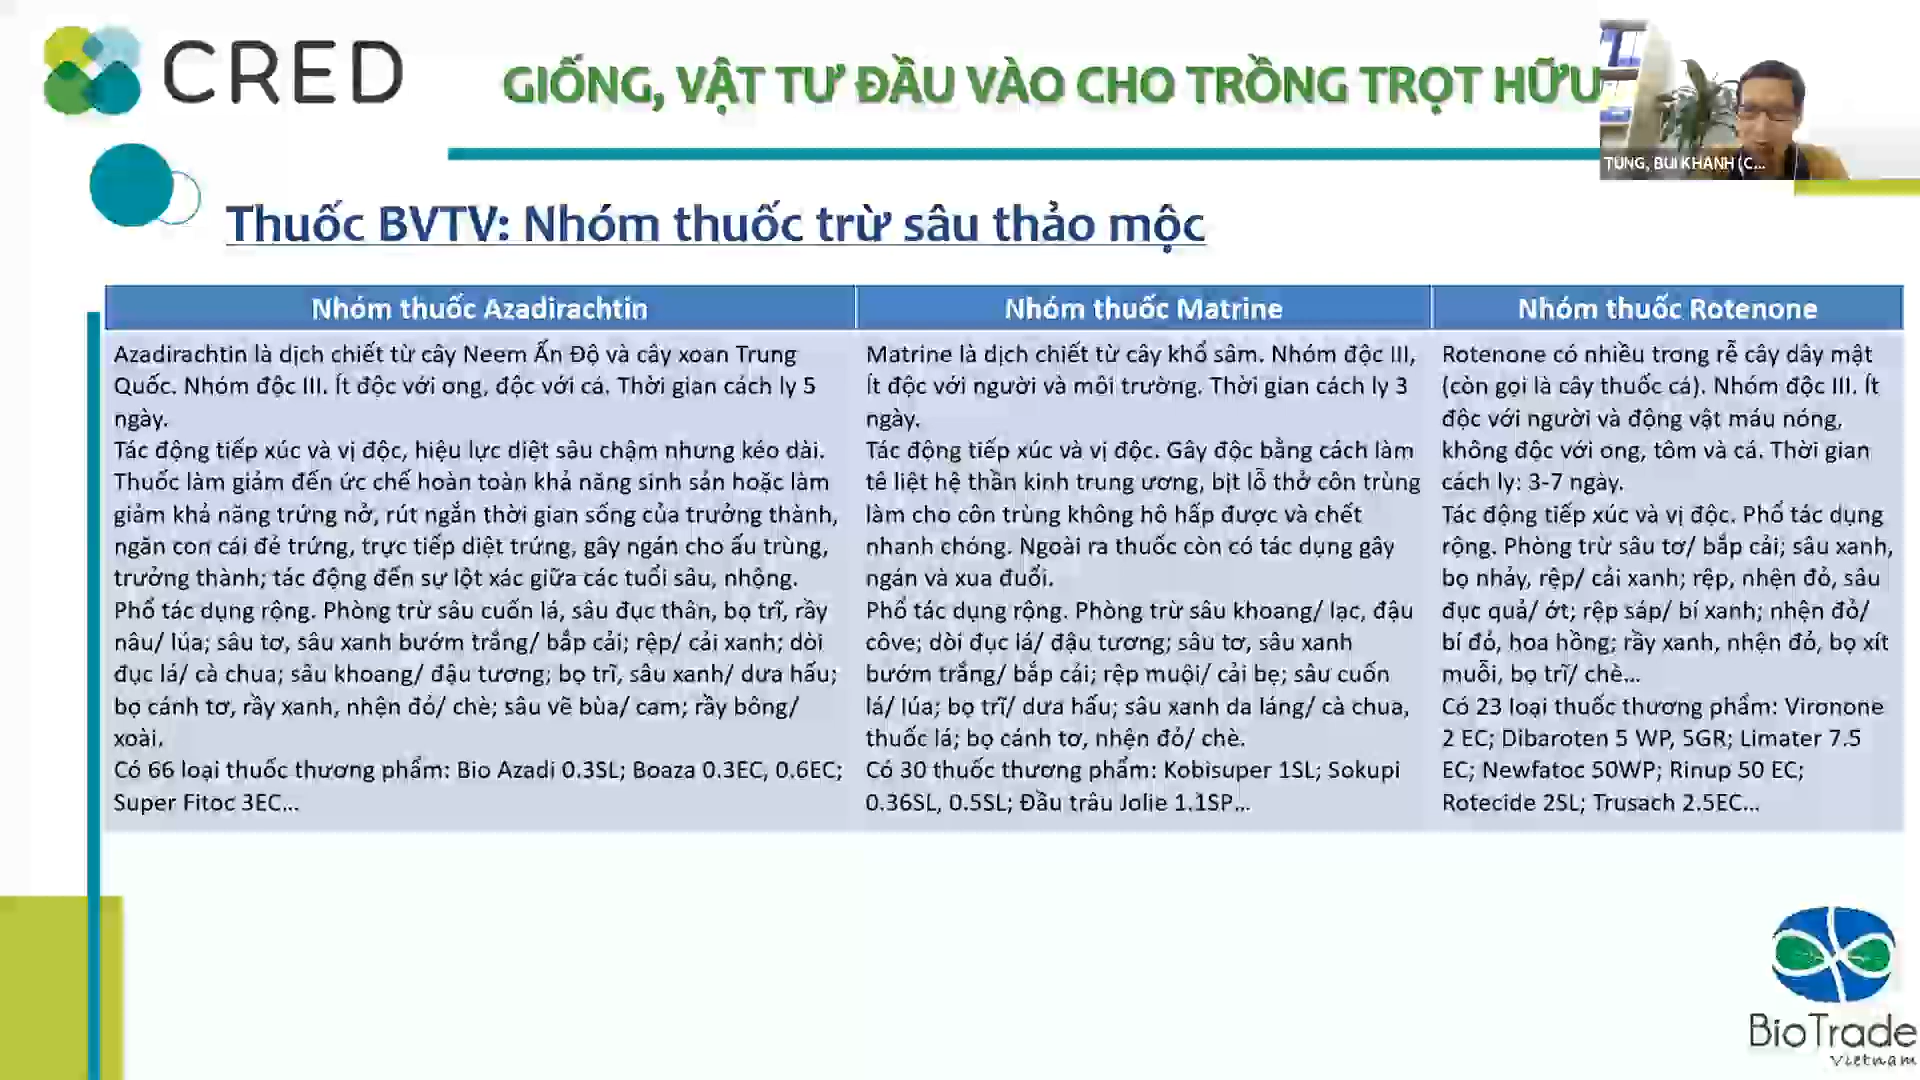 CRED
GIỐNG, VẬT TƯ ĐẦU VÀO CHO TRỒNG TRỌT HỮU
TUNG, BUI KHANH (C...
Thuốc BVTV: Nhóm thuốc trừ sâu thảo mộc
Nhóm thuốc Azadirachtin
Azadirachtin là dịch chiết từ cây Neem Ấn Độ và cây xoan Trung
Quốc. Nhóm độc III. Ít độc với ong, độc với cá. Thời gian cách ly 5
ngày.
Tác động tiếp xúc và vị độc, hiệu lực diệt sâu chậm nhưng kéo dài.
Thuốc làm giảm đến ức chế hoàn toàn khả năng sinh sản hoặc làm
giảm khả năng trứng nở, rút ngắn thời gian sống của trưởng thành,
ngăn con cái đẻ trứng, trực tiếp diệt trứng, gây ngán cho ấu trùng,
trưởng thành; tác động đến sự lột xác giữa các tuổi sâu, nhộng.
Phổ tác dụng rộng. Phòng trừ sâu cuốn lá, sâu đục thân, bọ trĩ, rầy
nâu/ lúa; sâu tơ, sâu xanh bướm trắng/ bắp cải; rệp/ cải xanh; dòi
đục lá/ cà chua; sâu khoang/ đậu tương; bọ trĩ, sâu xanh/ dưa hấu;
bọ cánh tơ, rầy xanh, nhện đỏ/ chè; sâu vẽ bùa/ cam; rầy bông/
xoài.
Có 66 loại thuốc thương phẩm: Bio Azadi 0.3SL; Boaza 0.3EC, 0.6EC;
Super Fitoc 3EC...
Nhóm thuốc Matrine
Matrine là dịch chiết từ cây khổ sâm. Nhóm độc III,
ít độc với người và môi trường. Thời gian cách ly 3
ngày.
Tác động tiếp xúc và vị độc. Gây độc bằng cách làm
tê liệt hệ thần kinh trung ương, bịt lỗ thở côn trùng
làm cho côn trùng không hô hấp được và chết
nhanh chóng. Ngoài ra thuốc còn có tác dụng gây
ngán và xua đuổi.
Phổ tác dụng rộng. Phòng trừ sâu khoang/ lạc, đậu
côve; dòi đục lá/ đậu tương; sâu tơ, sâu xanh
bướm trắng/ bắp cải; rệp muội/ cải bẹ; sâu cuốn
lá/ lúa; bọ trĩ/ dưa hấu; sâu xanh da láng/ cà chua,
thuốc lá; bọ cánh tơ, nhện đỏ/ chè.
Có 30 thuốc thương phẩm: Kobisuper 1SL; Sokupi
0.36SL, 0.5SL; Đầu trâu Jolie 1.1SP...
Nhóm thuốc Rotenone
Rotenone có nhiều trong rễ cây dây mật
(còn gọi là cây thuốc cá). Nhóm độc III. Ít
độc với người và động vật máu nóng,
không độc với ong, tôm và cá. Thời gian
cách ly: 3-7 ngày.
Tác động tiếp xúc và vị độc. Phổ tác dụng
rộng. Phòng trừ sâu tơ/ bắp cải; sâu xanh,
bọ nhảy, rệp/ cải xanh; rệp, nhện đỏ, sâu
đục quả/ ớt; rệp sáp/ bí xanh; nhện đỏ/
bí đỏ, hoa hồng; rầy xanh, nhện đỏ, bọ xít
muỗi, bọ trĩ/ chè...
Có 23 loại thuốc thương phẩm: Vironone
2 EC; Dibaroten 5 WP, 5GR; Limater 7.5
EC; Newfatoc 50WP; Rinup 50 EC;
Rotecide 2SL; Trusach 2.5EC...
BioTrade
Vietnam